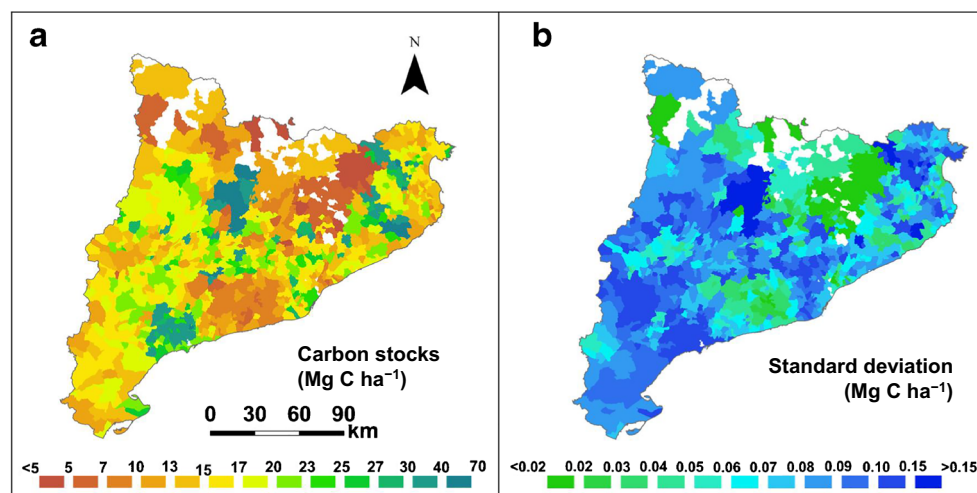 a
N
Carbon stocks
(Mg C ha⁻¹)
0 30 60 90
km
<5 5 7 10 13 15 17 20 23 25 27 30 40 70
b
Standard deviation
(Mg C ha⁻¹)
<0.02 0.02 0.03 0.04 0.05 0.06 0.07 0.08 0.09 0.10 0.15 >0.15